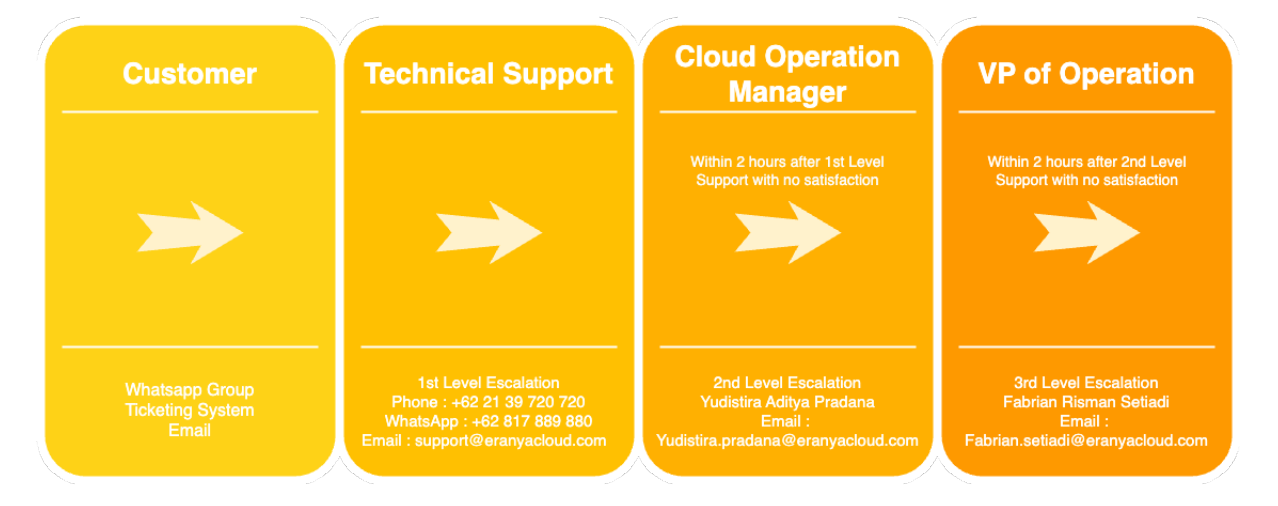 Customer
Whatsapp Group
Ticketing System
Email
Technical Support
1st Level Escalation
Phone : +62 21 39 720 720
WhatsApp : +62 817 889 880
Email : support@eranyacloud.com
Cloud Operation
Manager
Within 2 hours after 1st Level
Support with no satisfaction
2nd Level Escalation
Yudistira Aditya Pradana
Email :
Yudistira.pradana@eranyacloud.com
VP of Operation
Within 2 hours after 2nd Level
Support with no satisfaction
3rd Level Escalation
Fabrian Risman Setiadi
Email :
Fabrian.setiadi@eranyacloud.com